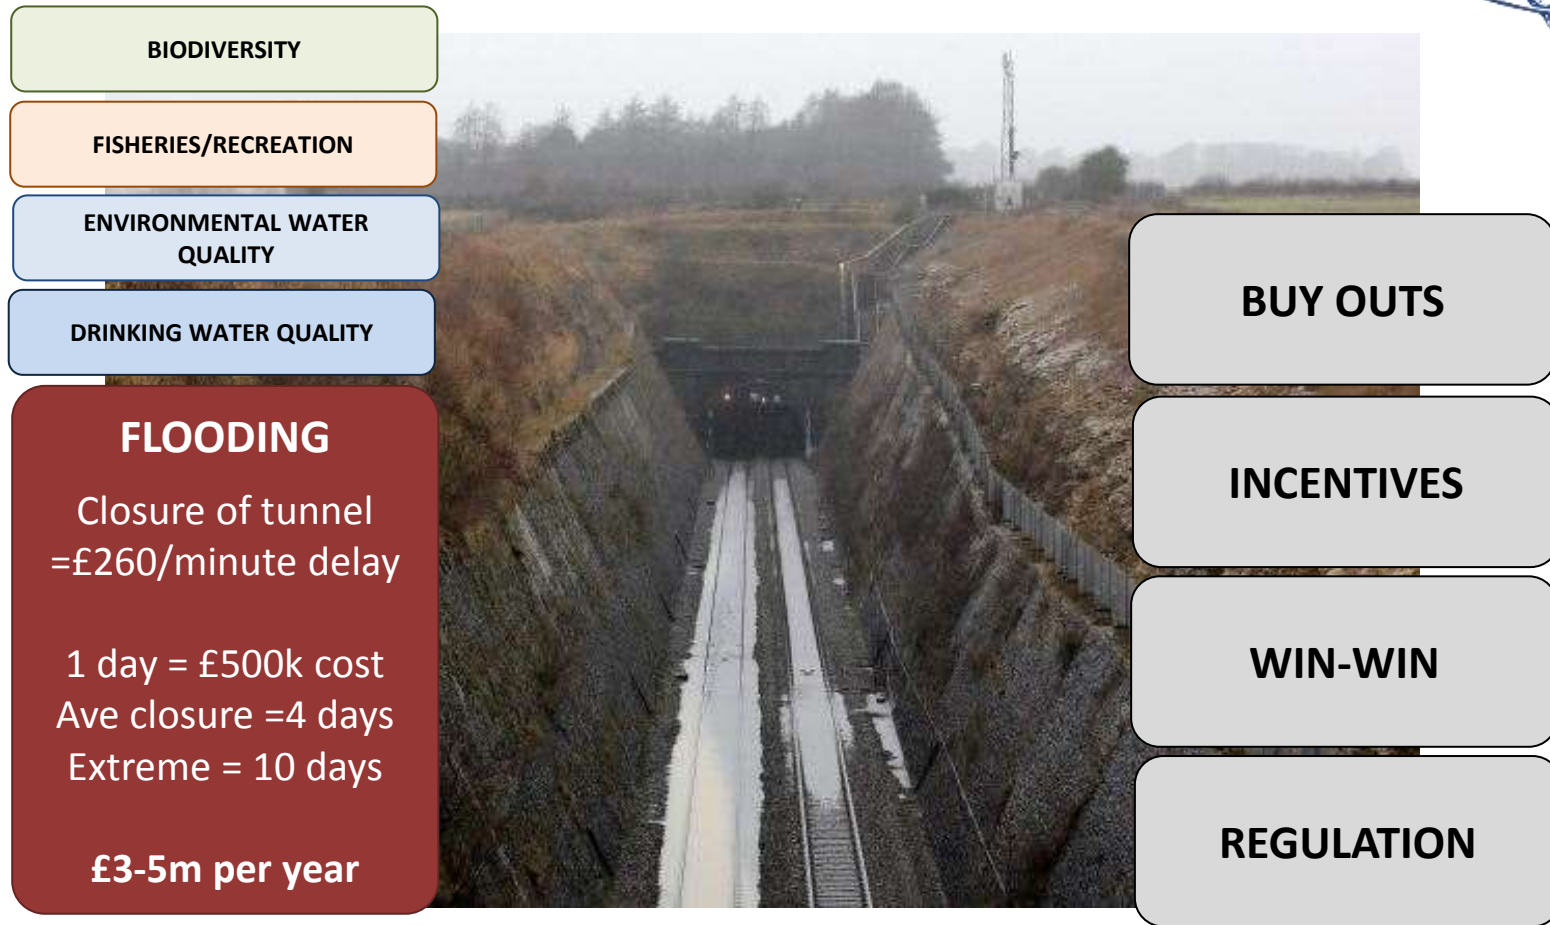 BIODIVERSITY
FISHERIES/RECREATION
ENVIRONMENTAL WATER
QUALITY
DRINKING WATER QUALITY
FLOODING
Closure of tunnel
=£260/minute delay
1 day = £500k cost
Ave closure =4 days
Extreme = 10 days
£3-5m per year
BUY OUTS
INCENTIVES
WIN-WIN
REGULATION